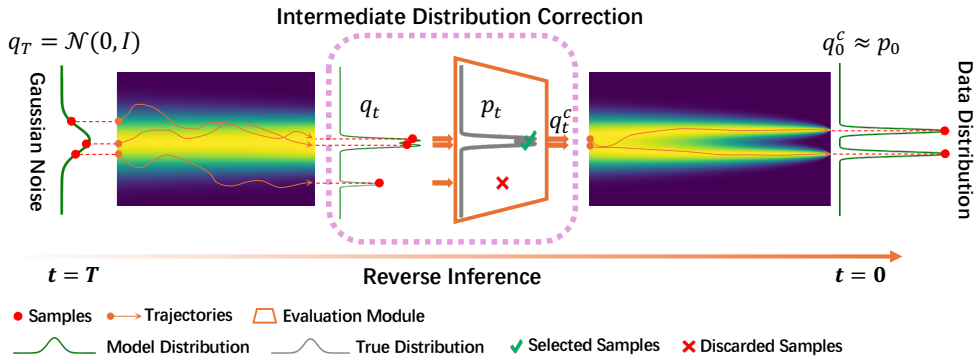 Intermediate Distribution Correction
q_T = 𝒩(0, I)
q_0^c ≈ p_0
Gaussian Noise
q_t
p_t
q_t^c
Data Distribution
t = T
Reverse Inference
t = 0
Samples
Trajectories
Evaluation Module
Model Distribution
True Distribution
Selected Samples
Discarded Samples